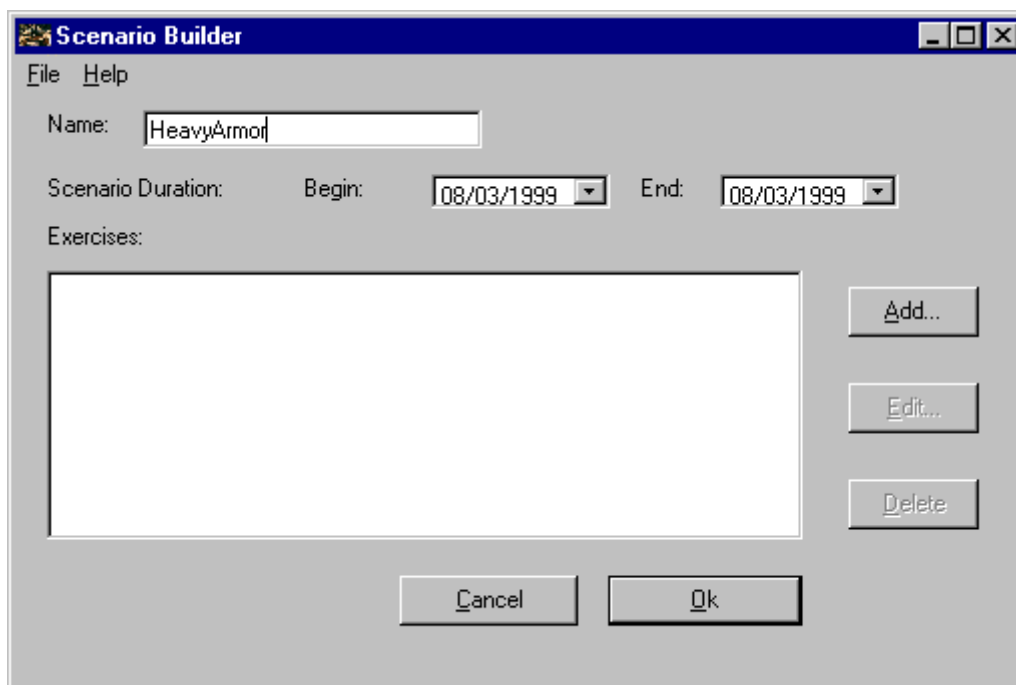 Scenario Builder
File Help
Name: HeavyArmor
Scenario Duration: Begin: 08/03/1999 End: 08/03/1999
Exercises:
Add...
Edit...
Delete
Cancel Ok